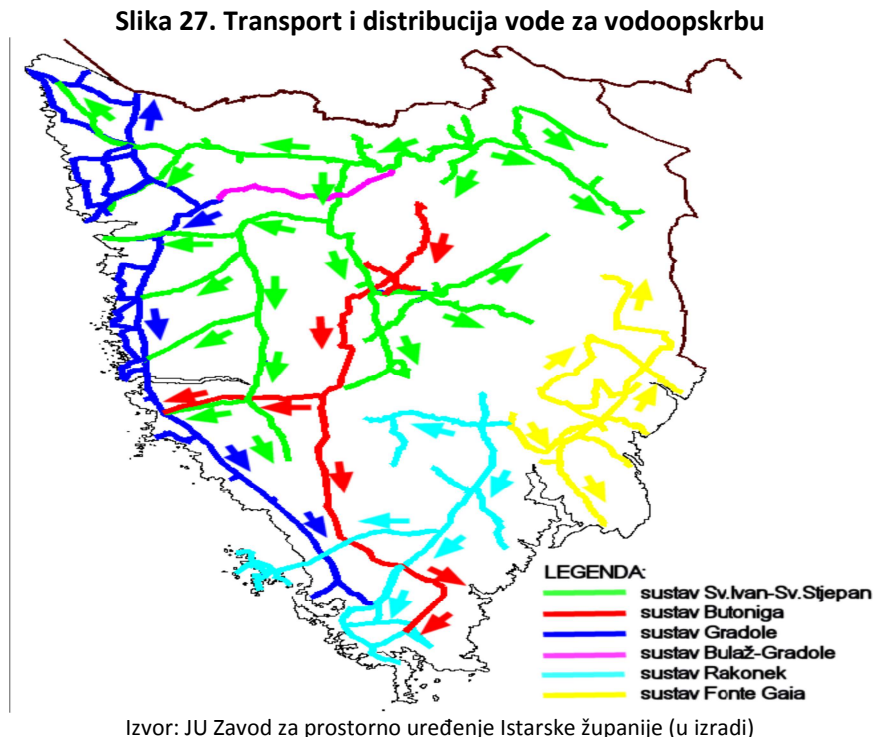 Slika 27. Transport i distribucija vode za vodoopskrbu
LEGENDA:
sustav Sv.Ivan-Sv.Stjepan
sustav Butoniga
sustav Gradole
sustav Bulaž-Gradole
sustav Rakonek
sustav Fonte Gaia
Izvor: JU Zavod za prostorno uređenje Istarske županije (u izradi)